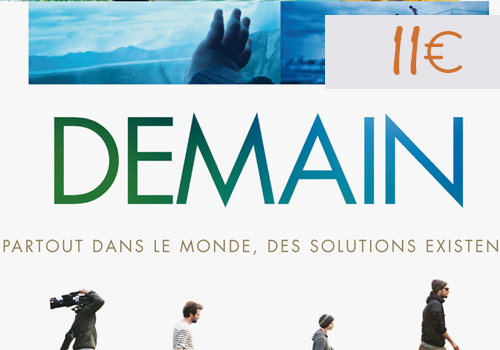 11€
DEMAIN
PARTOUT DANS LE MONDE, DES SOLUTIONS EXISTEN